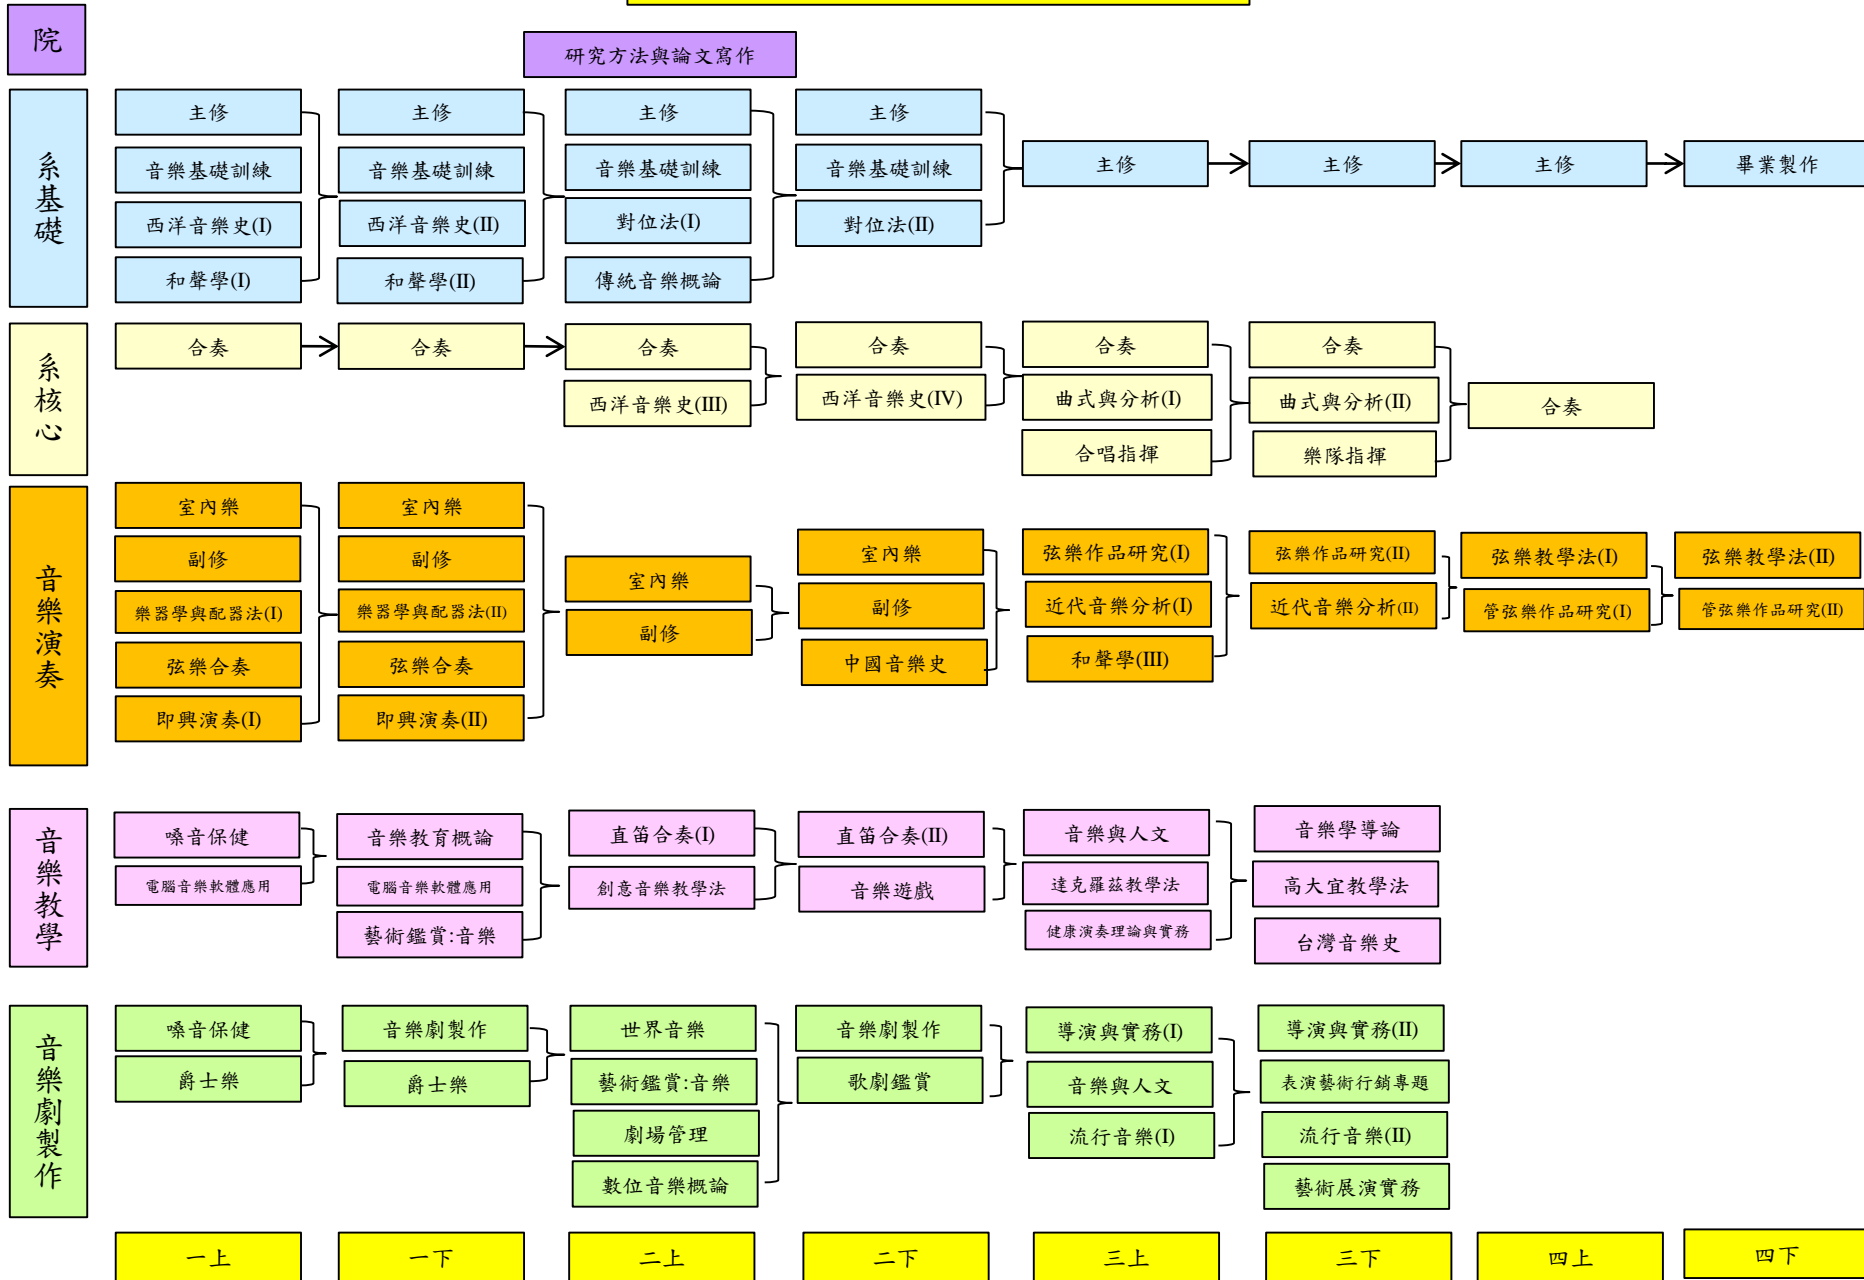 院
研究方法與論文寫作
系基礎
主修
主修
主修
主修
音樂基礎訓練
音樂基礎訓練
音樂基礎訓練
音樂基礎訓練
主修
主修
主修
畢業製作
西洋音樂史(I)
西洋音樂史(II)
對位法(I)
對位法(II)
和聲學(I)
和聲學(II)
傳統音樂概論
系核心
合奏
合奏
合奏
合奏
合奏
合奏
西洋音樂史(III)
西洋音樂史(IV)
曲式與分析(I)
曲式與分析(II)
合奏
合唱指揮
樂隊指揮
音樂演奏
室內樂
室內樂
副修
副修
室內樂
室內樂
弦樂作品研究(I)
弦樂作品研究(II)
弦樂教學法(I)
弦樂教學法(II)
樂器學與配器法(I)
樂器學與配器法(II)
副修
副修
近代音樂分析(I)
近代音樂分析(II)
管弦樂作品研究(I)
管弦樂作品研究(II)
弦樂合奏
弦樂合奏
中國音樂史
和聲學(III)
即興演奏(I)
即興演奏(II)
音樂教學
嗓音保健
音樂教育概論
直笛合奏(I)
直笛合奏(II)
音樂與人文
音樂學導論
電腦音樂軟體應用
電腦音樂軟體應用
創意音樂教學法
音樂遊戲
達克羅茲教學法
高大宜教學法
藝術鑑賞:音樂
健康演奏理論與實務
台灣音樂史
音樂劇製作
嗓音保健
音樂劇製作
世界音樂
音樂劇製作
導演與實務(I)
導演與實務(II)
爵士樂
爵士樂
藝術鑑賞:音樂
歌劇鑑賞
音樂與人文
表演藝術行銷專題
劇場管理
流行音樂(I)
流行音樂(II)
數位音樂概論
藝術展演實務
一上
一下
二上
二下
三上
三下
四上
四下